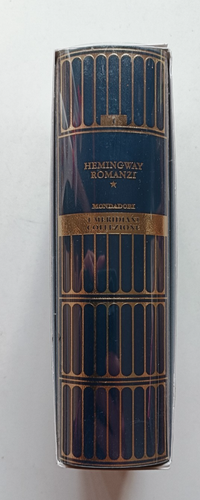 HEMINGWAY
ROMANZI
*
MONDADORI
I MERIDIANI
COLLEZIONE